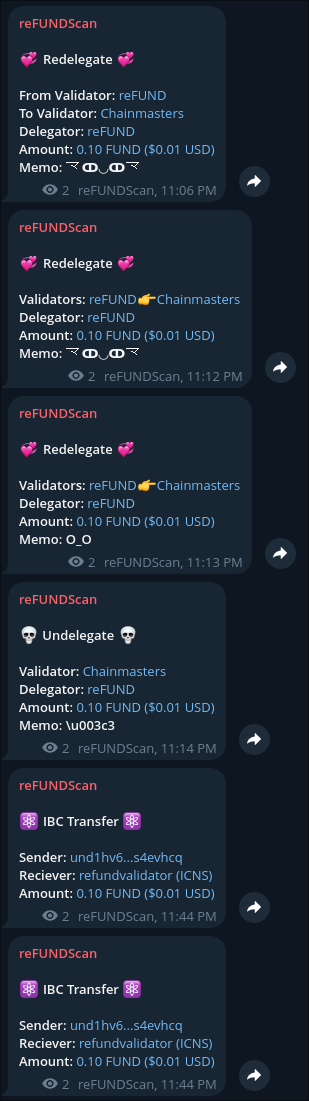 reFUNDScan
💞 Redelegate 💞
From Validator: reFUND
To Validator: Chainmasters
Delegator: reFUND
Amount: 0.10 FUND ($0.01 USD)
Memo:
2 reFUNDScan, 11:06 PM
reFUNDScan
💞 Redelegate 💞
Validators: reFUND👉Chainmasters
Delegator: reFUND
Amount: 0.10 FUND ($0.01 USD)
Memo:
2 reFUNDScan, 11:12 PM
reFUNDScan
💞 Redelegate 💞
Validators: reFUND👉Chainmasters
Delegator: reFUND
Amount: 0.10 FUND ($0.01 USD)
Memo: O_O
2 reFUNDScan, 11:13 PM
reFUNDScan
💀 Undelegate 💀
Validator: Chainmasters
Delegator: reFUND
Amount: 0.10 FUND ($0.01 USD)
Memo: \u003c3
2 reFUNDScan, 11:14 PM
reFUNDScan
⚛️ IBC Transfer ⚛️
Sender: und1hv6...s4evhcq
Reciever: refundvalidator (ICNS)
Amount: 0.10 FUND ($0.01 USD)
2 reFUNDScan, 11:44 PM
reFUNDScan
⚛️ IBC Transfer ⚛️
Sender: und1hv6...s4evhcq
Reciever: refundvalidator (ICNS)
Amount: 0.10 FUND ($0.01 USD)
2 reFUNDScan, 11:44 PM